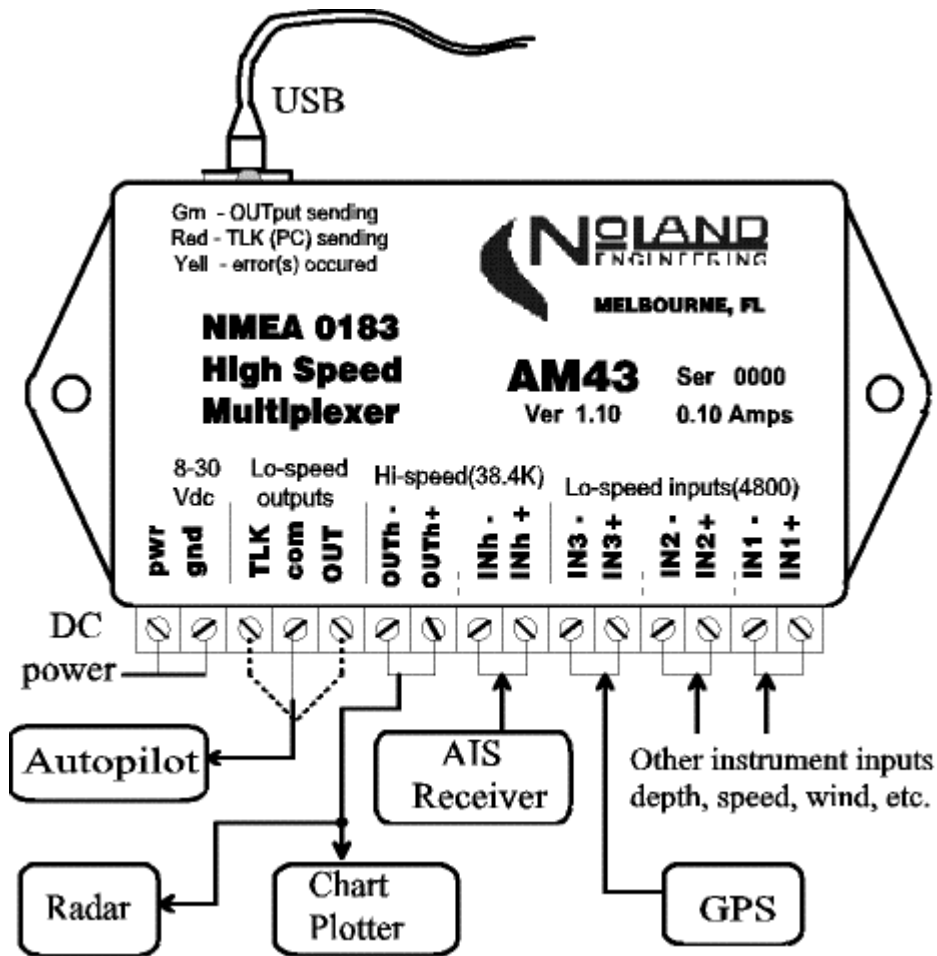 USB
Grn - OUTput sending
Red - TLK (PC) sending
Yell - error(s) occured
NOLAND
ENGINEERING
MELBOURNE, FL
NMEA 0183
High Speed
Multiplexer
AM43 Ser 0000
Ver 1.10 0.10 Amps
8-30
Vdc
Lo-speed
outputs
Hi-speed(38.4K)
Lo-speed inputs(4800)
pwr
gnd
TLK
com
OUT
OUTh -
OUTh+
INh -
INh +
IN3 -
IN3+
IN2 -
IN2+
IN1 -
IN1+
DC
power
Autopilot
AIS
Receiver
Other instrument inputs
depth, speed, wind, etc.
Radar
Chart
Plotter
GPS